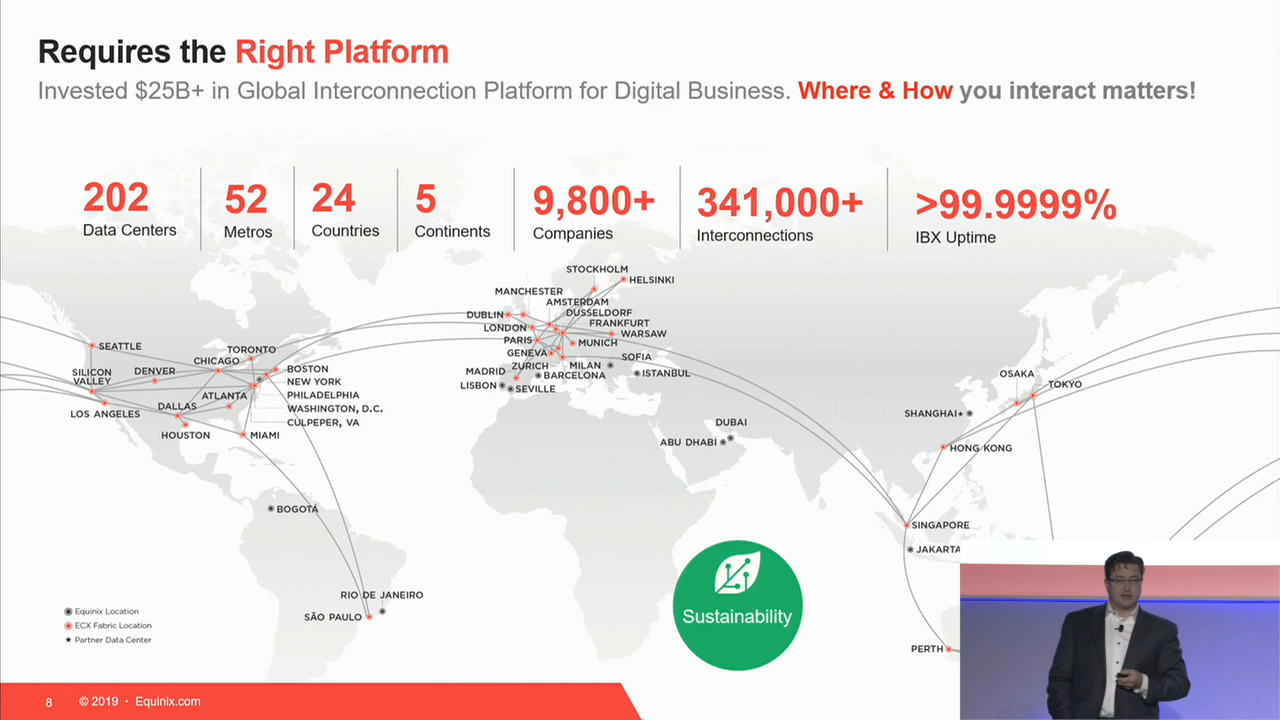 Requires the Right Platform
Invested $25B+ in Global Interconnection Platform for Digital Business. Where & How you interact matters!
202
Data Centers
52
Metros
24
Countries
5
Continents
9,800+
Companies
341,000+
Interconnections
>99.9999%
IBX Uptime
STOCKHOLM
HELSINKI
MANCHESTER
AMSTERDAM
DUBLIN
DUSSELDORF
LONDON
FRANKFURT
WARSAW
PARIS
MUNICH
GENEVA
SOFIA
ZURICH
MILAN
MADRID
BARCELONA
ISTANBUL
LISBON
SEVILLE
SEATTLE
TORONTO
CHICAGO
SILICON
VALLEY
DENVER
BOSTON
NEW YORK
ATLANTA
PHILADELPHIA
LOS ANGELES
DALLAS
WASHINGTON, D.C.
CULPEPER, VA
HOUSTON
MIAMI
OSAKA
TOKYO
SHANGHAI★
DUBAI
ABU DHABI
HONG KONG
BOGOTÁ
SINGAPORE
JAKARTA
RIO DE JANEIRO
SÃO PAULO
PERTH
Sustainability
Equinix Location
ECX Fabric Location
★ Partner Data Center
8 © 2019 · Equinix.com